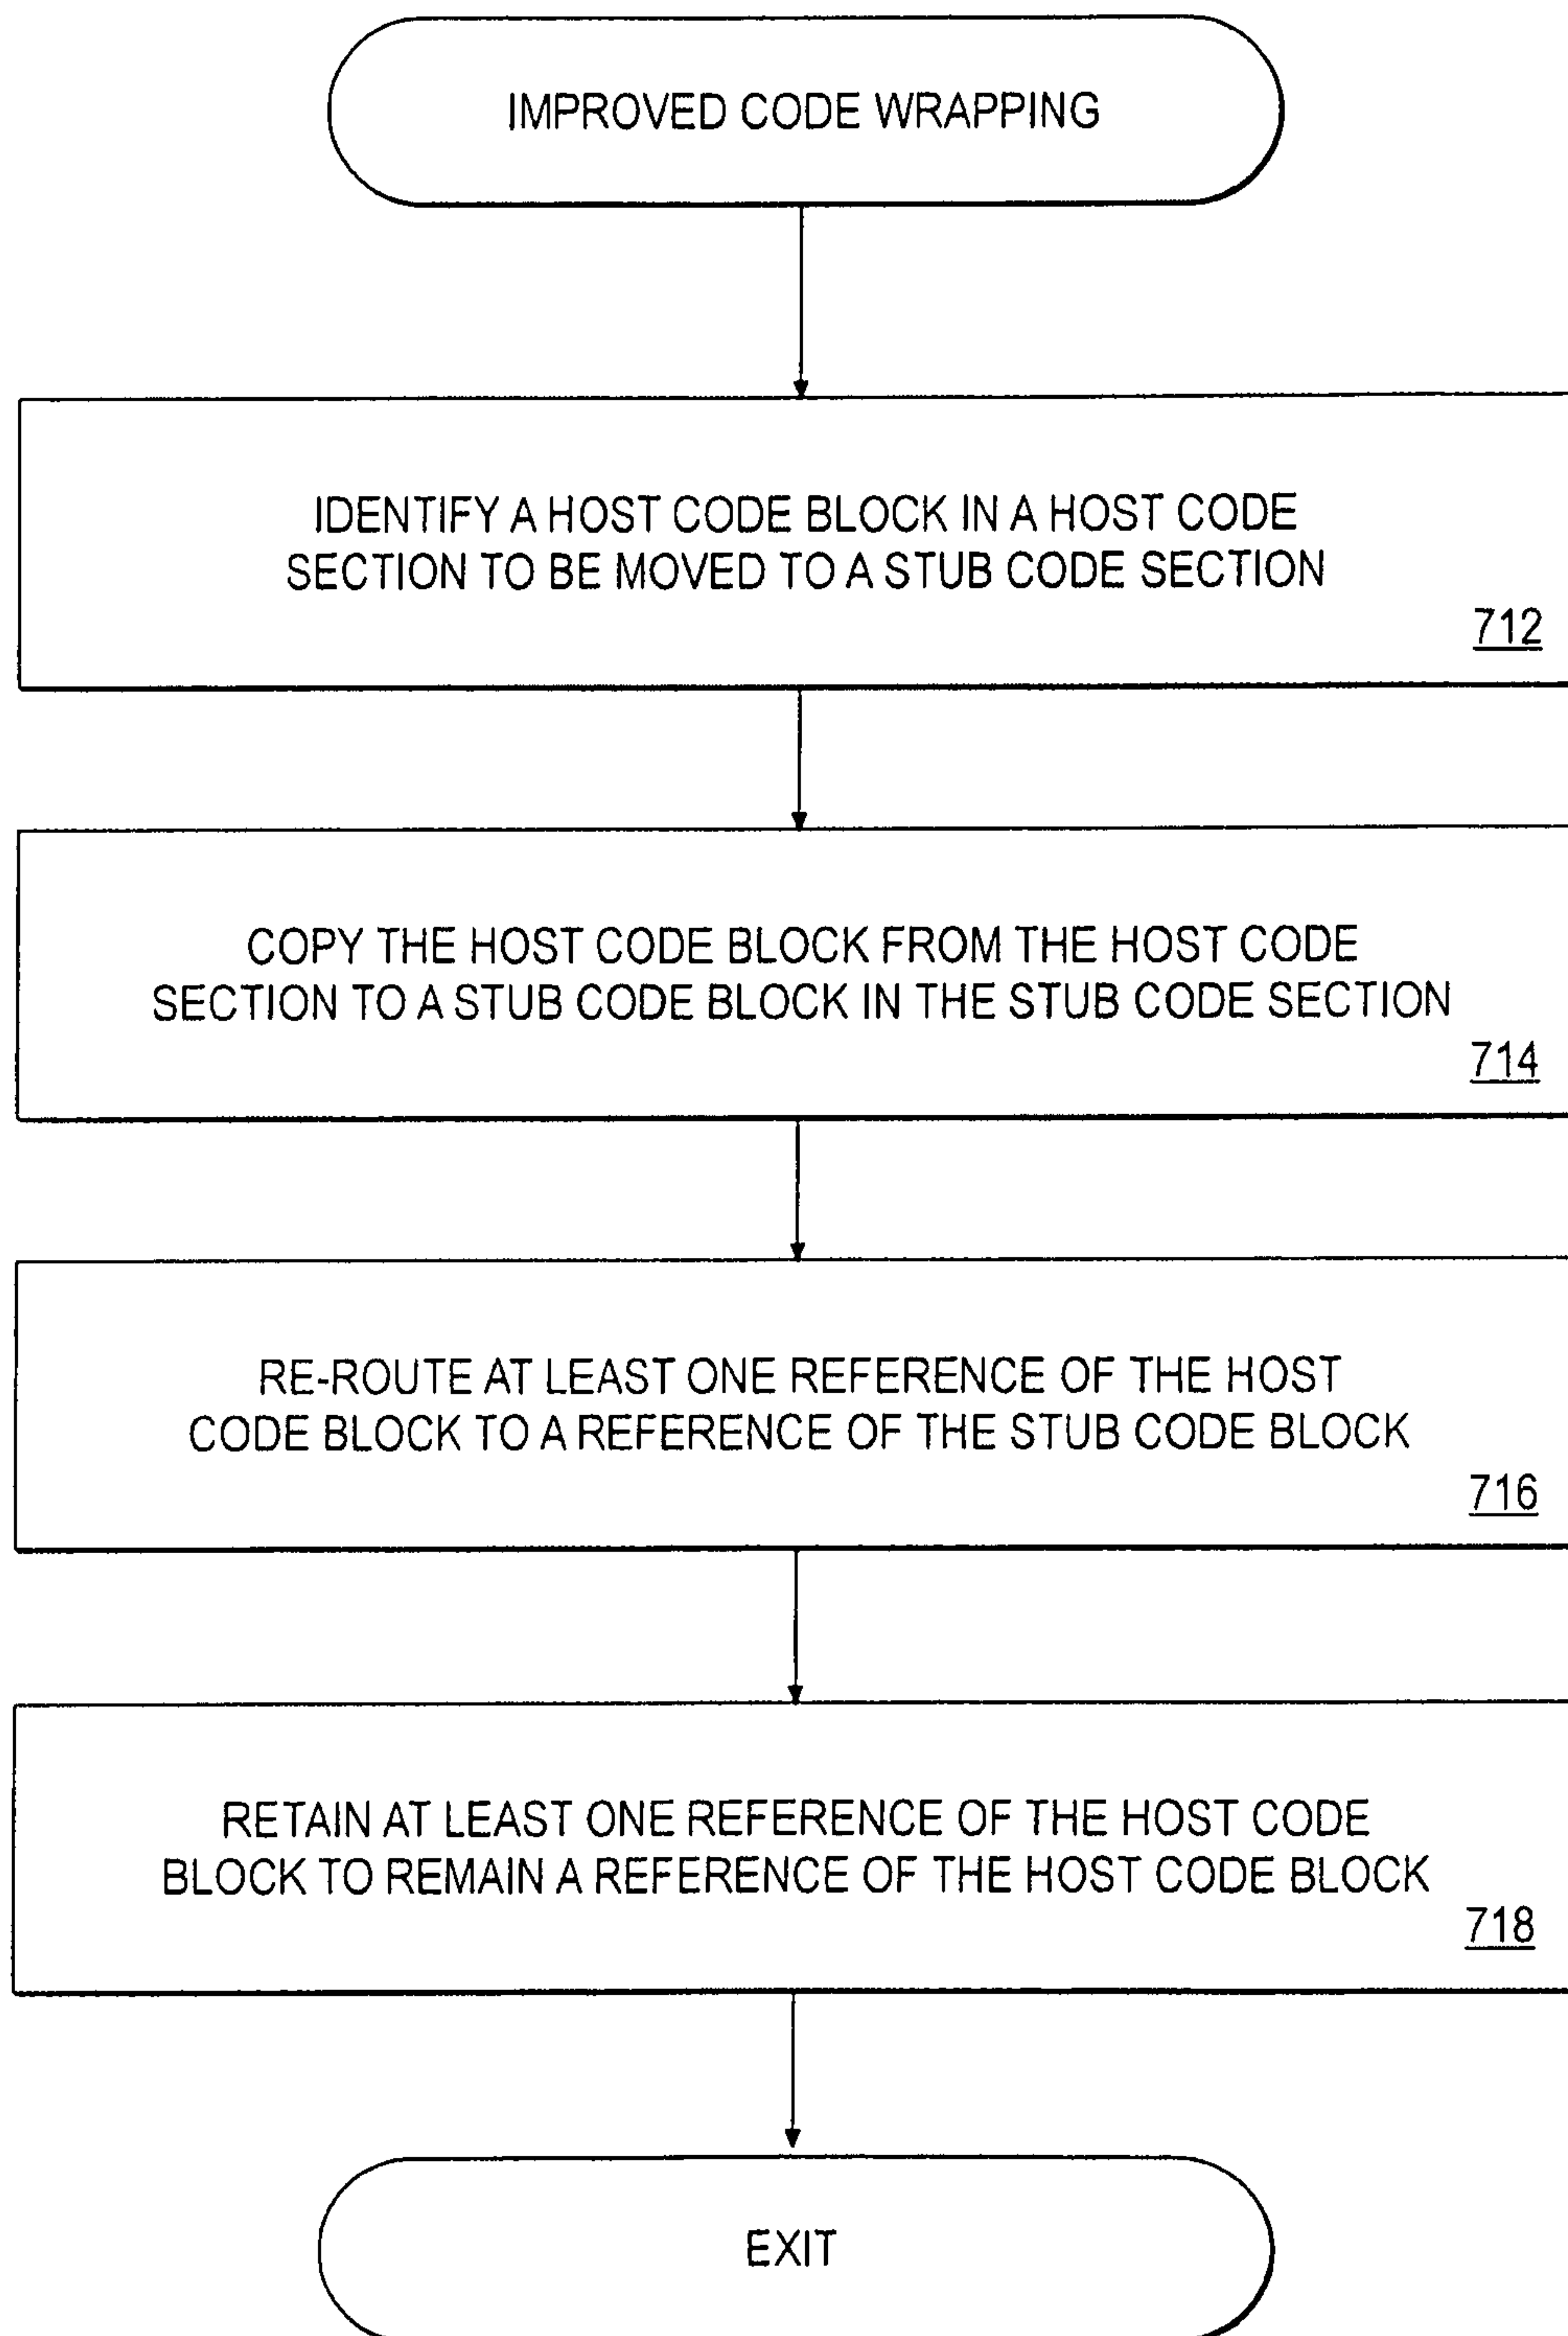 IMPROVED CODE WRAPPING
IDENTIFY A HOST CODE BLOCK IN A HOST CODE
SECTION TO BE MOVED TO A STUB CODE SECTION
712
COPY THE HOST CODE BLOCK FROM THE HOST CODE
SECTION TO A STUB CODE BLOCK IN THE STUB CODE SECTION
714
RE-ROUTE AT LEAST ONE REFERENCE OF THE HOST
CODE BLOCK TO A REFERENCE OF THE STUB CODE BLOCK
716
RETAIN AT LEAST ONE REFERENCE OF THE HOST CODE
BLOCK TO REMAIN A REFERENCE OF THE HOST CODE BLOCK
718
EXIT